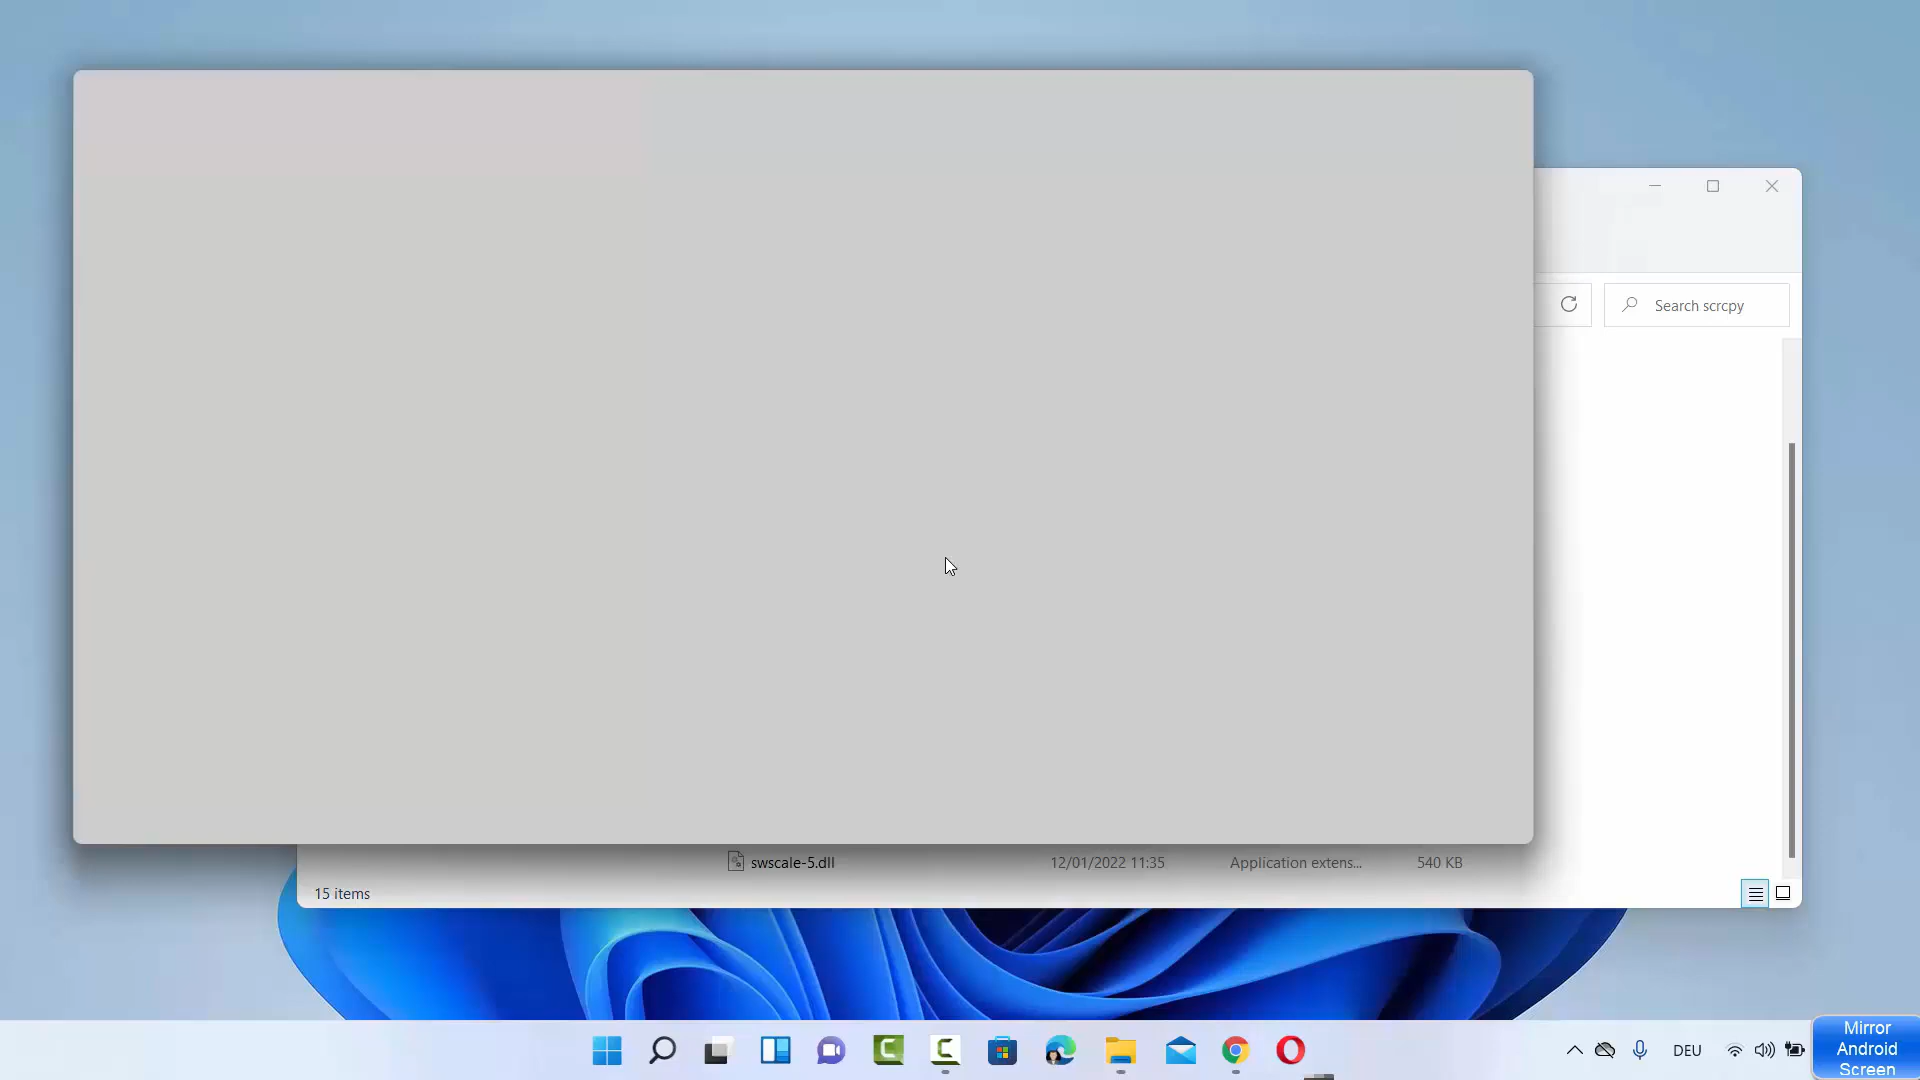 Search scrcpy
swscale-5.dll 12/01/2022 11:35 Application extens... 540 KB
15 items
DEU
Mirror
Android
Screen